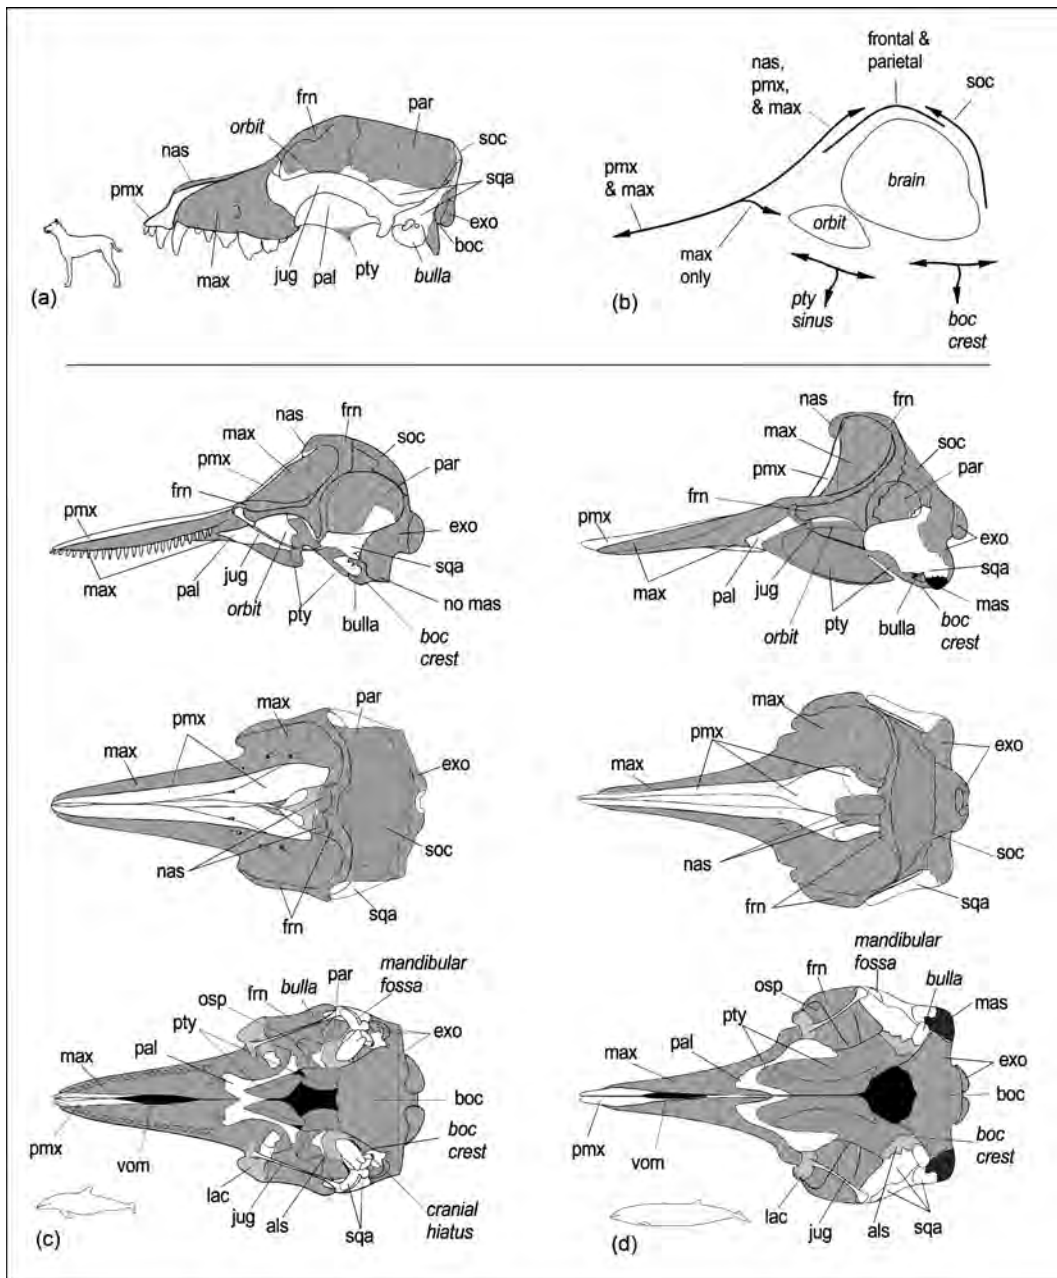 frn
par
orbit
soc
nas
sqa
pmx
exo
boc
max
jug
pal
pty
bulla
(a)
frontal &
parietal
nas,
pmx,
& max
soc
pmx
& max
brain
orbit
max
only
pty
sinus
boc
crest
(b)
nas
frn
max
soc
pmx
par
frn
pmx
exo
max
pal
jug
sqa
orbit
pty
no mas
bulla
boc
crest
nas
frn
max
soc
pmx
par
frn
pmx
exo
sqa
max
pal
jug
mas
orbit
pty
bulla
boc
crest
max
par
pmx
max
exo
nas
soc
frn
sqa
max
pmx
exo
max
nas
soc
frn
sqa
par
mandibular
fossa
bulla
frn
osp
pty
exo
pal
max
boc
boc
crest
pmx
vom
lac
jug
als
sqa
cranial
hiatus
(c)
mandibular
fossa
frn
bulla
osp
mas
pty
pal
max
exo
boc
pmx
vom
boc
crest
lac
jug
als
sqa
(d)